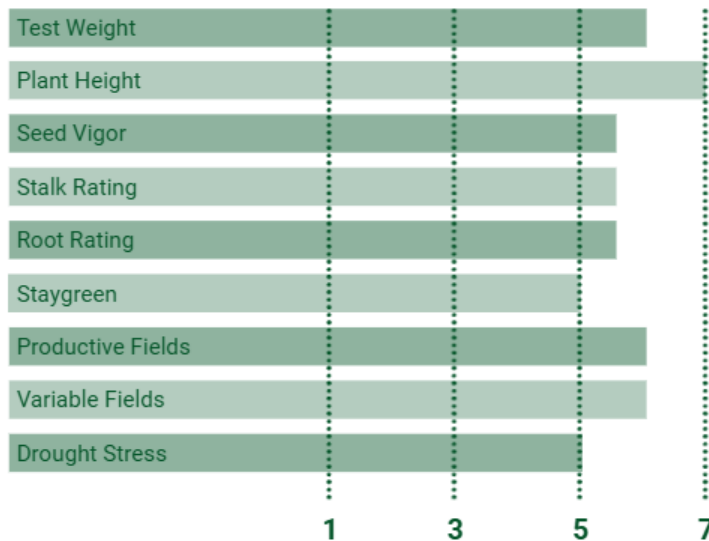 Test Weight
Plant Height
Seed Vigor
Stalk Rating
Root Rating
Staygreen
Productive Fields
Variable Fields
Drought Stress
1 3 5 7